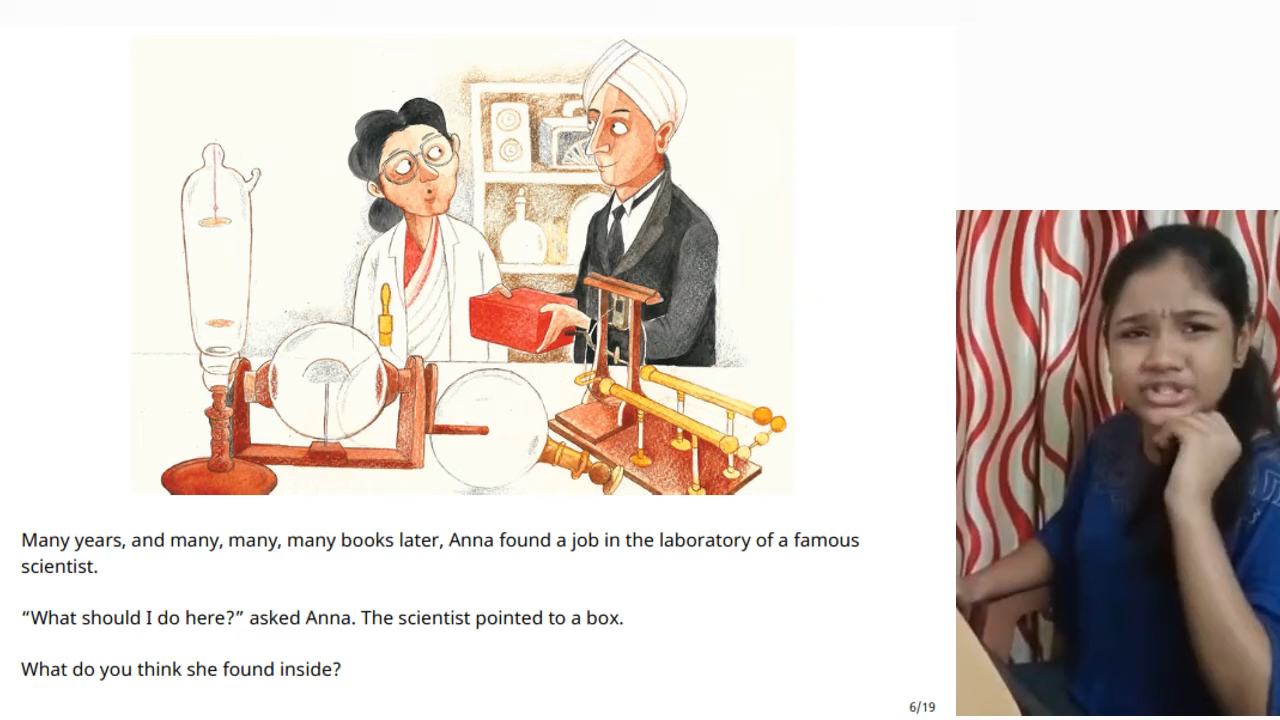 Many years, and many, many, many books later, Anna found a job in the laboratory of a famous
scientist.
“What should I do here?” asked Anna. The scientist pointed to a box.
What do you think she found inside?
6/19